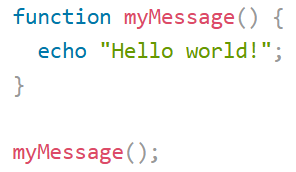 function myMessage() {
  echo "Hello world!";
}

myMessage();